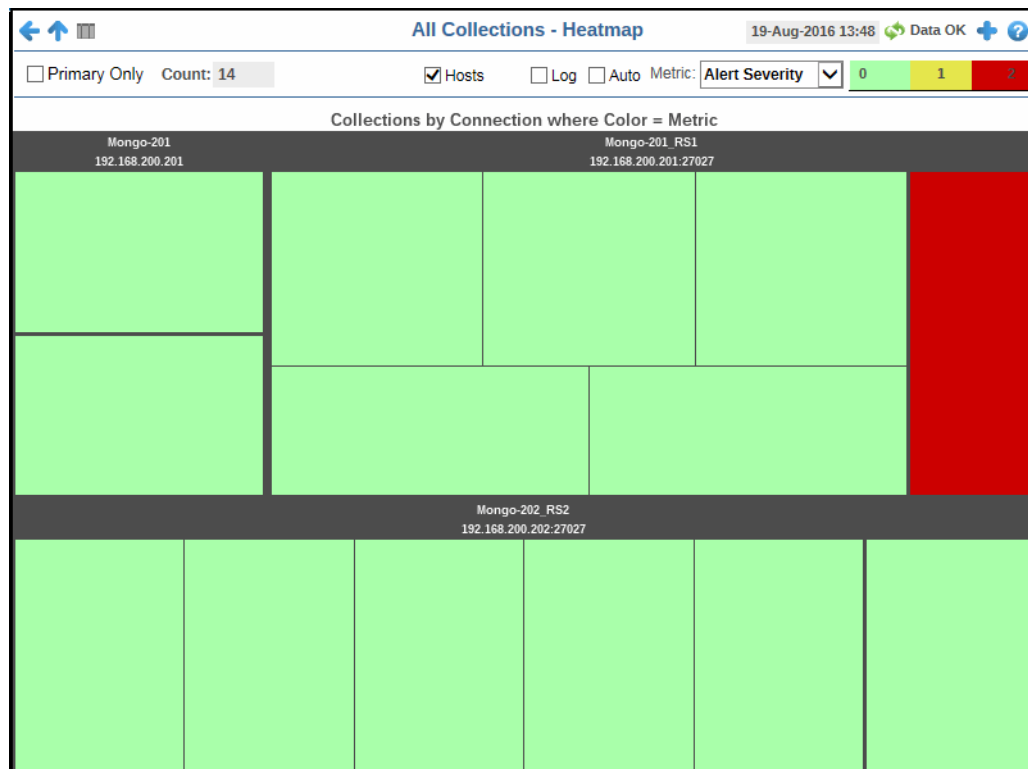 All Collections - Heatmap 19-Aug-2016 13:48 Data OK
Primary Only Count: 14 Hosts Log Auto Metric: Alert Severity 0 1 2
Collections by Connection where Color = Metric
Mongo-201
192.168.200.201
Mongo-201_RS1
192.168.200.201:27027
Mongo-202_RS2
192.168.200.202:27027